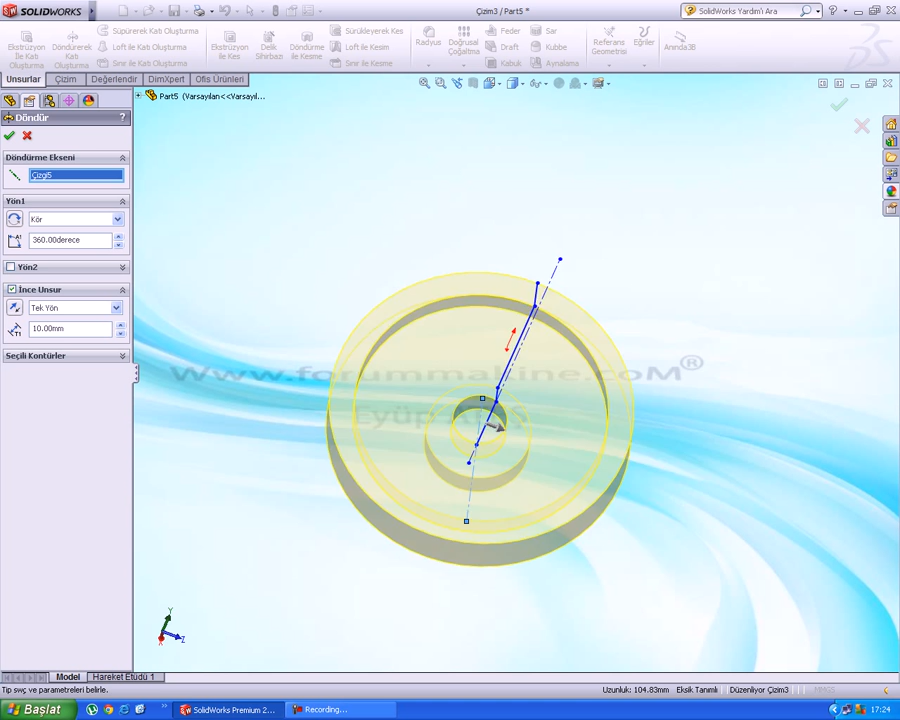 SOLIDWORKS
Çizim3 / Part5 *
SolidWorks Yardım'ı Ara
Ekstrüzyon İle Katı Oluşturma
Döndürerek Katı Oluşturma
Süpürerek Katı Oluşturma
Loft ile Katı Oluşturma
Sınır ile Katı Oluşturma
Ekstrüzyon ile Kes
Delik Sihirbazı
Döndürme ile Kesme
Sürükleyerek Kes
Loft ile Kesim
Sınır ile Kesme
Radyus
Doğrusal Çoğaltma
Feder
Draft
Kabuk
Sar
Kubbe
Aynalama
Referans Geometrisi
Eğriler
Anında3B
Unsurlar
Çizim
Değerlendir
DimXpert
Ofis Ürünleri
Part5 (Varsayılan<<Varsayıl...
Döndür
?
Döndürme Ekseni
Çizgi5
Yön1
Kör
360.00derece
Yön2
İnce Unsur
Tek Yön
10.00mm
Seçili Kontürler
www.forummakine.coM®
Y
Z
X
Model
Hareket Etüdü 1
Tip swç ve parametreleri belirle.
Uzunluk: 104.83mm
Eksik Tanımlı
Düzenliyor Çizim3
MMGS
Başlat
SolidWorks Premium 2...
Recording...
17:24